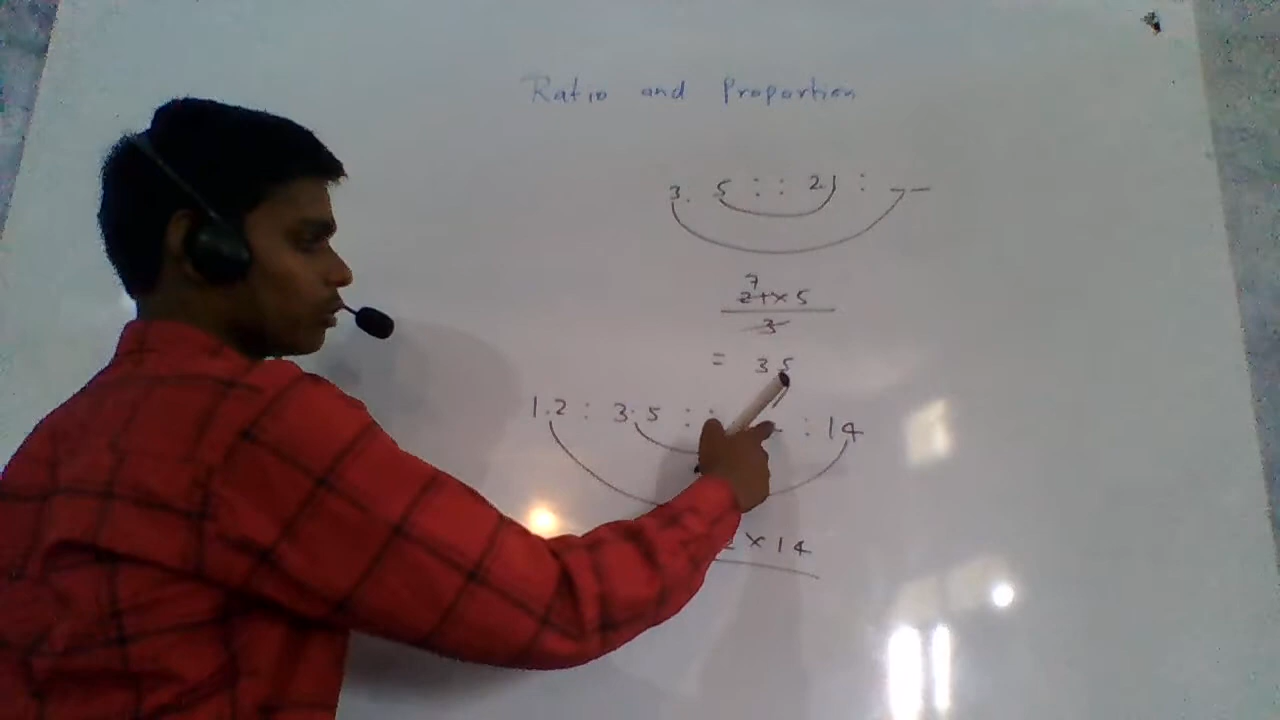 Ratio and Proportion
3. 5 : : 21 : —
7
21 x 5
3
= 35
1.2 : 3.5 : : : 14
x 14